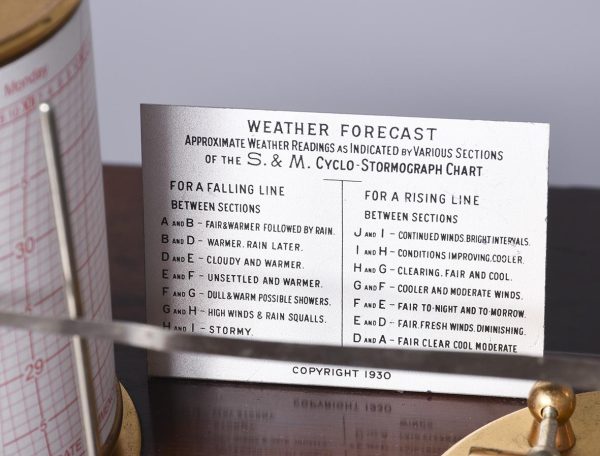 WEATHER FORECAST
APPROXIMATE WEATHER READINGS AS INDICATED BY VARIOUS SECTIONS
OF THE S. & M. CYCLO-STORMOGRAPH CHART
FOR A FALLING LINE
BETWEEN SECTIONS
A AND B - FAIR & WARMER FOLLOWED BY RAIN.
B AND D - WARMER. RAIN LATER.
D AND E - CLOUDY AND WARMER.
E AND F - UNSETTLED AND WARMER.
F AND G - DULL & WARM POSSIBLE SHOWERS.
G AND H - HIGH WINDS & RAIN SQUALLS.
H AND I - STORMY.
FOR A RISING LINE
BETWEEN SECTIONS
J AND I - CONTINUED WINDS. BRIGHT INTERVALS.
I AND H - CONDITIONS IMPROVING. COOLER.
H AND G - CLEARING. FAIR AND COOL.
G AND F - COOLER AND MODERATE WINDS.
F AND E - FAIR TO-NIGHT AND TO-MORROW.
E AND D - FAIR. FRESH WINDS. DIMINISHING.
D AND A - FAIR CLEAR COOL MODERATE
COPYRIGHT 1930
Monday
30
29